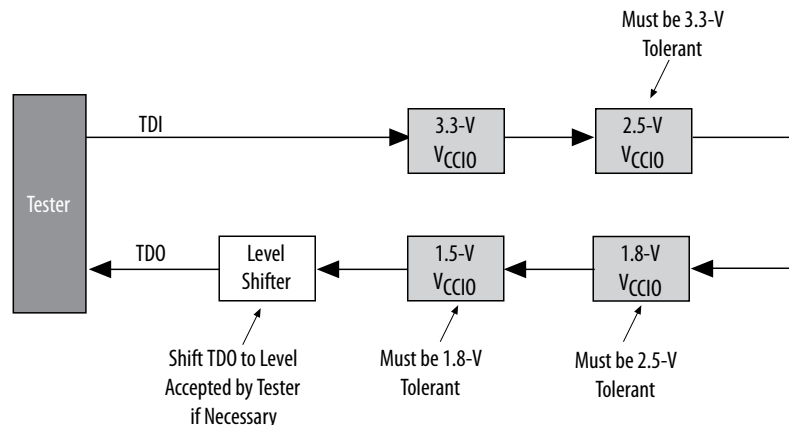 Must be 3.3-V
Tolerant
TDI
3.3-V
VCCIO
2.5-V
VCCIO
Tester
TDO
Level
Shifter
1.5-V
VCCIO
1.8-V
VCCIO
Shift TDO to Level
Accepted by Tester
if Necessary
Must be 1.8-V
Tolerant
Must be 2.5-V
Tolerant